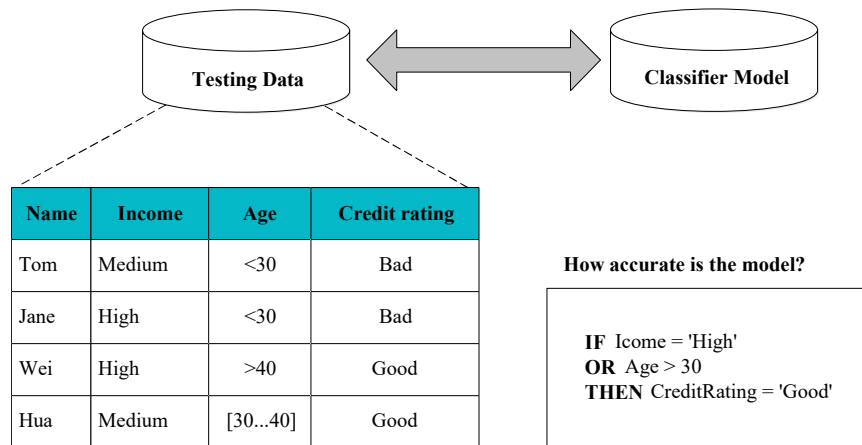 Testing Data
Classifier Model
Name Income Age Credit rating
Tom Medium <30 Bad
Jane High <30 Bad
Wei High >40 Good
Hua Medium [30...40] Good
How accurate is the model?
IF Icome = 'High'
OR Age > 30
THEN CreditRating = 'Good'